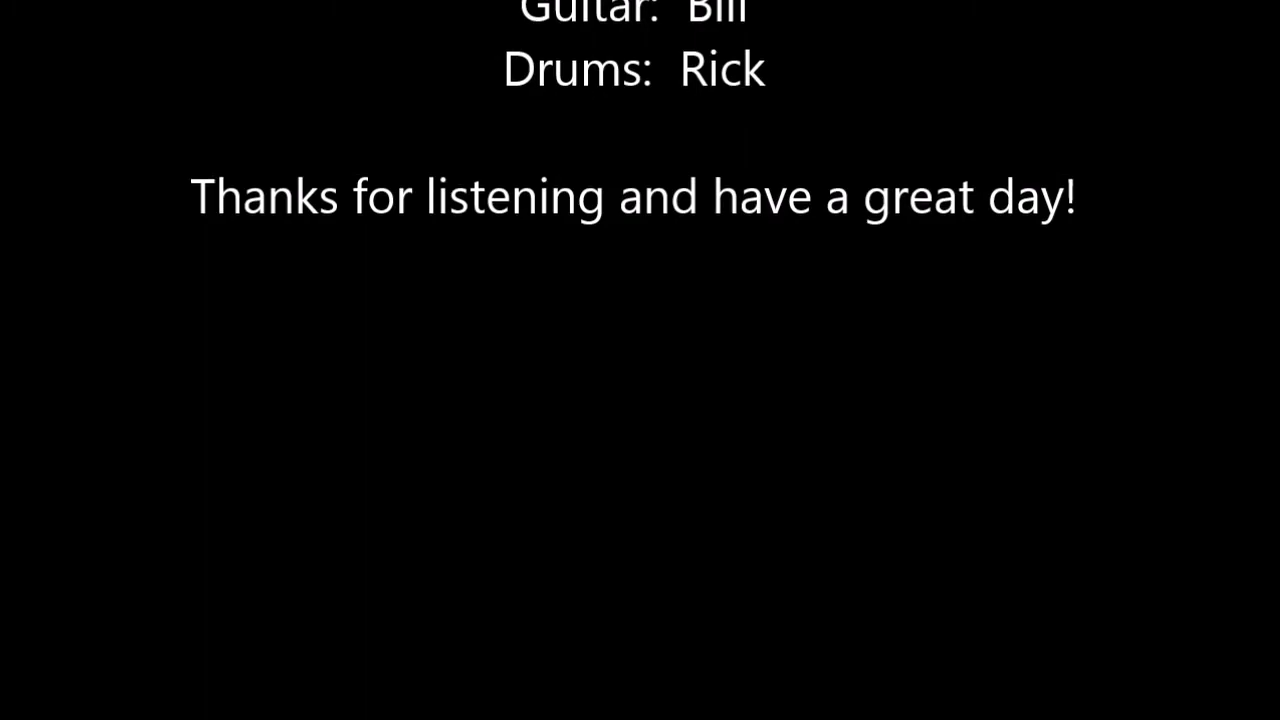 Guitar:  Bill
Drums:  Rick
Thanks for listening and have a great day!